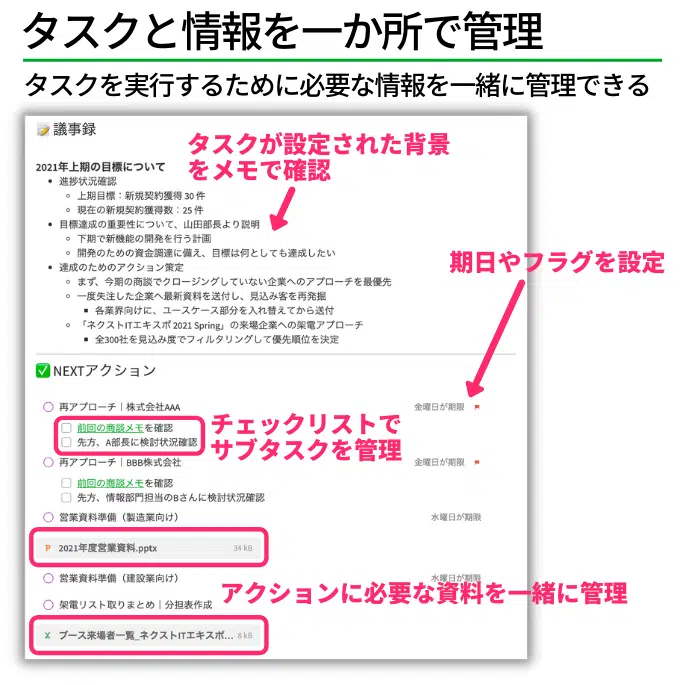 タスクと情報を一か所で管理
タスクを実行するために必要な情報を一緒に管理できる
議事録
タスクが設定された背景
をメモで確認
2021年上期の目標について
進捗状況確認
上期目標：新規契約獲得 30 件
現在の新規契約獲得数：25 件
目標達成の重要性について、山田部長より説明
下期で新機能の開発を行う計画
開発のための資金調達に備え、目標は何としても達成したい
達成のためのアクション策定
まず、今期の商談でクロージングしていない企業へのアプローチを最優先
一度失注した企業へ最新資料を送付し、見込み客を再発掘
各業界向けに、ユースケース部分を入れ替えてから送付
「ネクストITエキスポ 2021 Spring」の来場企業への架電アプローチ
全300社を見込み度でフィルタリングして優先順位を決定
期日やフラグを設定
NEXTアクション
再アプローチ｜株式会社AAA 金曜日が期限
前回の商談メモを確認
先方、A部長に検討状況確認
チェックリストで
サブタスクを管理
再アプローチ｜BBB株式会社 金曜日が期限
前回の商談メモを確認
先方、情報部門担当のBさんに検討状況確認
営業資料準備（製造業向け） 水曜日が期限
P 2021年度営業資料.pptx 34 kB
営業資料準備（建設業向け） 水曜日が期限
アクションに必要な資料を一緒に管理
架電リスト取りまとめ｜分担表作成
X ブース来場者一覧_ネクストITエキスポ... 6 kB